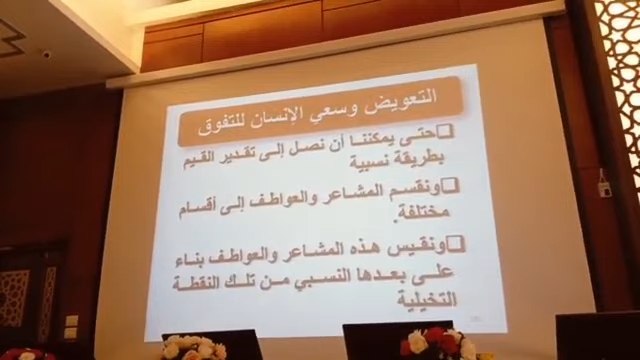 التعويض وسعي الإنسان للتفوق
حتى يمكننا أن نصل إلى تقدير القيم
بطريقة نسبية
ونقسم المشاعر والعواطف إلى أقسام
مختلفة.
ونقيس هذه المشاعر والعواطف بناء
على بعدها النسبي من تلك النقطة
التخيلية